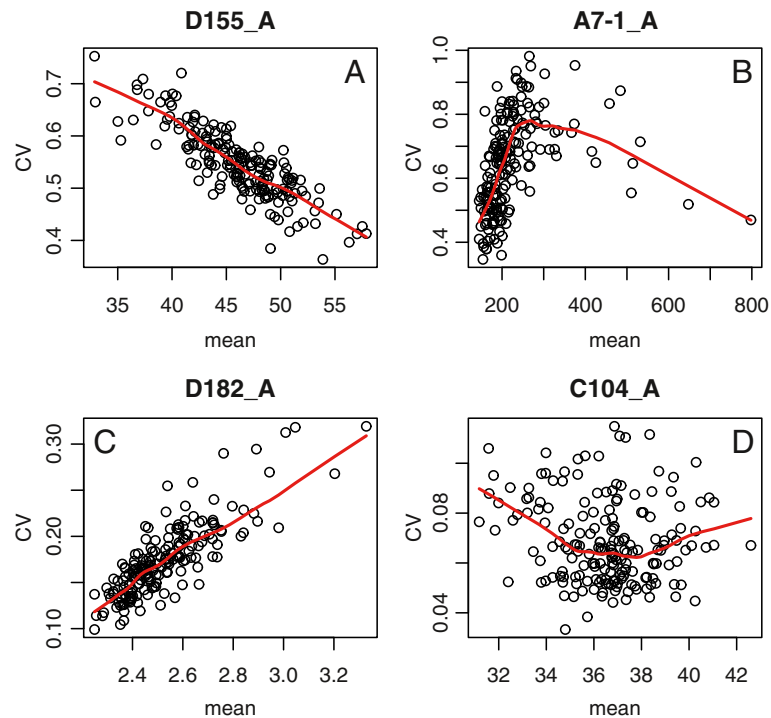 D155_A
A7-1_A
A
B
CV
0.4 0.5 0.6 0.7
35 40 45 50 55
mean
CV
0.4 0.6 0.8 1.0
200 400 600 800
mean
D182_A
C104_A
C
D
CV
0.10 0.20 0.30
2.4 2.6 2.8 3.0 3.2
mean
CV
0.04 0.08
32 34 36 38 40 42
mean